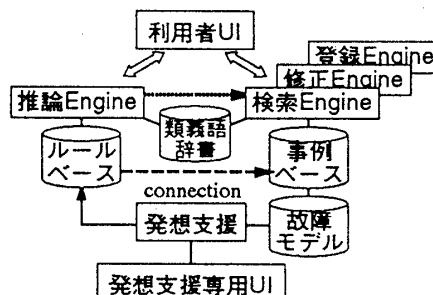 利用者UI
登録Engine
修正Engine
推論Engine
検索Engine
類義語
辞書
ルール
ベース
事例
ベース
connection
発想支援
故障
モデル
発想支援専用UI